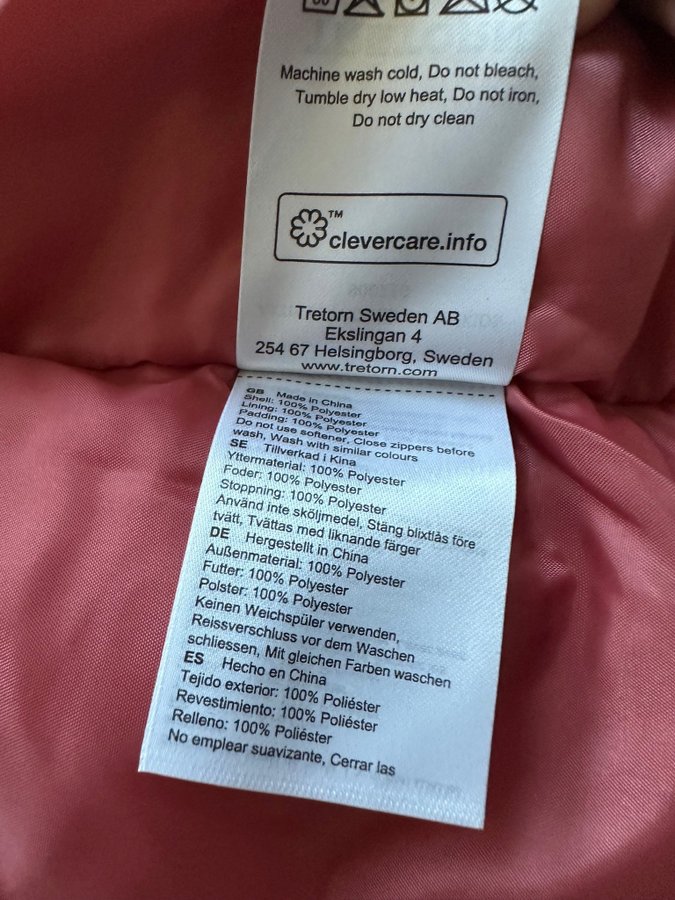 Machine wash cold, Do not bleach,
Tumble dry low heat, Do not iron,
Do not dry clean
TM
clevercare.info
Tretorn Sweden AB
Ekslingan 4
254 67 Helsingborg, Sweden
www.tretorn.com
GB Made in China
Shell: 100% Polyester
Lining: 100% Polyester
Padding: 100% Polyester
Do not use softener, Close zippers before
wash, Wash with similar colours
SE Tillverkad i Kina
Yttermaterial: 100% Polyester
Foder: 100% Polyester
Stoppning: 100% Polyester
Använd inte sköljmedel, Stäng blixtlås före
tvätt, Tvättas med liknande färger
DE Hergestellt in China
Außenmaterial: 100% Polyester
Futter: 100% Polyester
Polster: 100% Polyester
Keinen Weichspüler verwenden,
Reissverschluss vor dem Waschen
schliessen, Mit gleichen Farben waschen
ES Hecho en China
Tejido exterior: 100% Poliéster
Revestimiento: 100% Poliéster
Relleno: 100% Poliéster
No emplear suavizante, Cerrar las